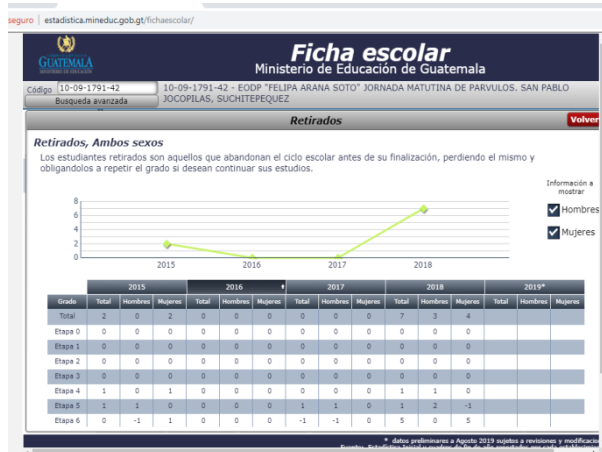 seguro | estadistica.mineduc.gob.gt/fichaescolar/
GUATEMALA
MINISTERIO DE EDUCACIÓN
Ficha escolar
Ministerio de Educación de Guatemala
Código 10-09-1791-42
Busqueda avanzada
10-09-1791-42 - EODP "FELIPA ARANA SOTO" JORNADA MATUTINA DE PARVULOS. SAN PABLO
JOCOPILAS, SUCHITEPEQUEZ
Retirados
Volver
Retirados, Ambos sexos
Los estudiantes retirados son aquellos que abandonan el ciclo escolar antes de su finalización, perdiendo el mismo y
obligandolos a repetir el grado si desean continuar sus estudios.
Información a
mostrar
Hombres
Mujeres
8
6
4
2
0
2015 2016 2017 2018
2015 2016 2017 2018 2019*
Grado Total Hombres Mujeres Total Hombres Mujeres Total Hombres Mujeres Total Hombres Mujeres Total Hombres Mujeres
Total 2 0 2 0 0 0 0 0 0 7 3 4
Etapa 0 0 0 0 0 0 0 0 0 0 0 0 0
Etapa 1 0 0 0 0 0 0 0 0 0 0 0 0
Etapa 2 0 0 0 0 0 0 0 0 0 0 0 0
Etapa 3 0 0 0 0 0 0 0 0 0 0 0 0
Etapa 4 1 0 1 0 0 0 0 0 0 1 1 0
Etapa 5 1 1 0 0 0 0 1 1 0 1 2 -1
Etapa 6 0 -1 1 0 0 0 -1 -1 0 5 0 5
* datos preliminares a Agosto 2019 sujetos a revisiones y modificacio